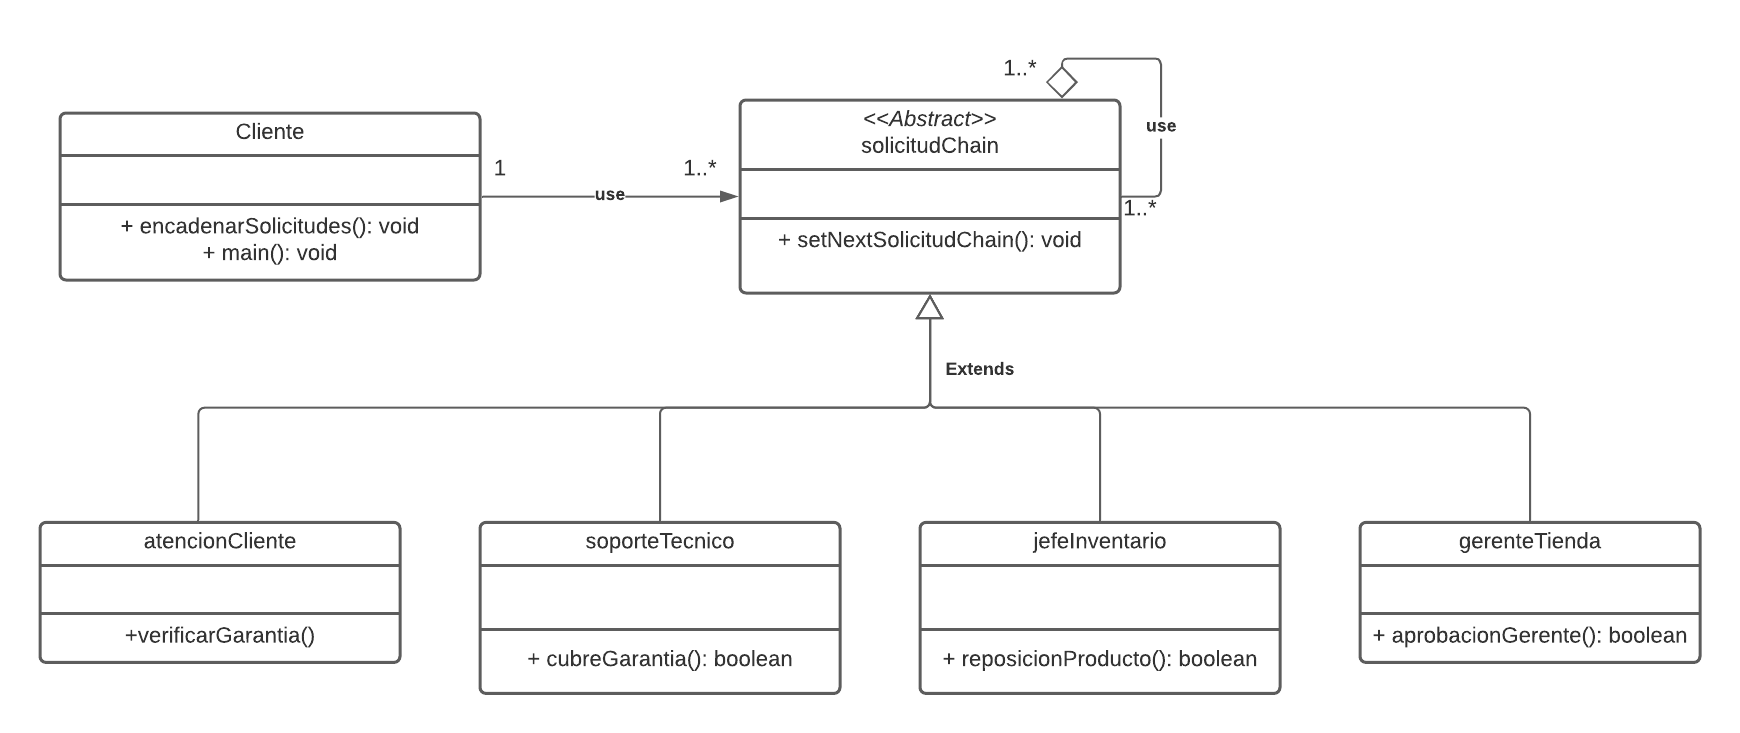 1..*
use
<<Abstract>>
solicitudChain
Cliente
1
1..*
use
1..*
+ encadenarSolicitudes(): void
+ main(): void
+ setNextSolicitudChain(): void
Extends
atencionCliente
+verificarGarantia()
soporteTecnico
+ cubreGarantia(): boolean
jefeInventario
+ reposicionProducto(): boolean
gerenteTienda
+ aprobacionGerente(): boolean